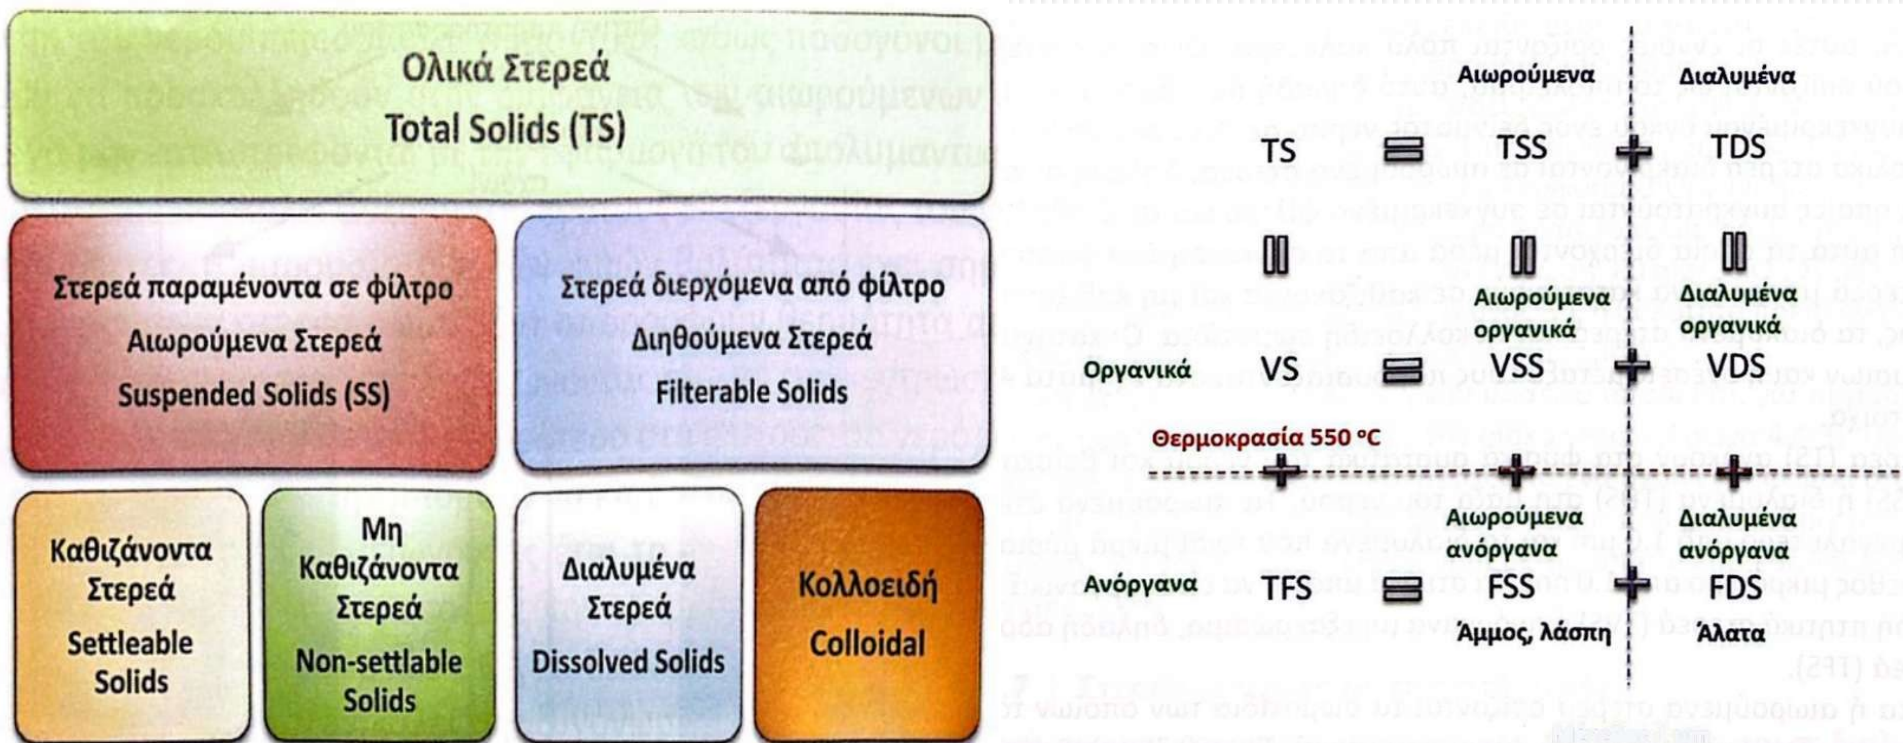 Ολικά Στερεά
Total Solids (TS)
Στερεά παραμένοντα σε φίλτρο
Αιωρούμενα Στερεά
Suspended Solids (SS)
Στερεά διερχόμενα από φίλτρο
Διηθούμενα Στερεά
Filterable Solids
Καθιζάνοντα
Στερεά
Settleable
Solids
Μη
Καθιζάνοντα
Στερεά
Non-settlable
Solids
Διαλυμένα
Στερεά
Dissolved Solids
Κολλοειδή
Colloidal
Αιωρούμενα Διαλυμένα
TS = TSS + TDS
Αιωρούμενα Διαλυμένα
οργανικά οργανικά
Οργανικά VS = VSS + VDS
Θερμοκρασία 550 °C
+ + +
Αιωρούμενα Διαλυμένα
ανόργανα ανόργανα
Ανόργανα TFS = FSS + FDS
Άμμος, λάσπη Άλατα